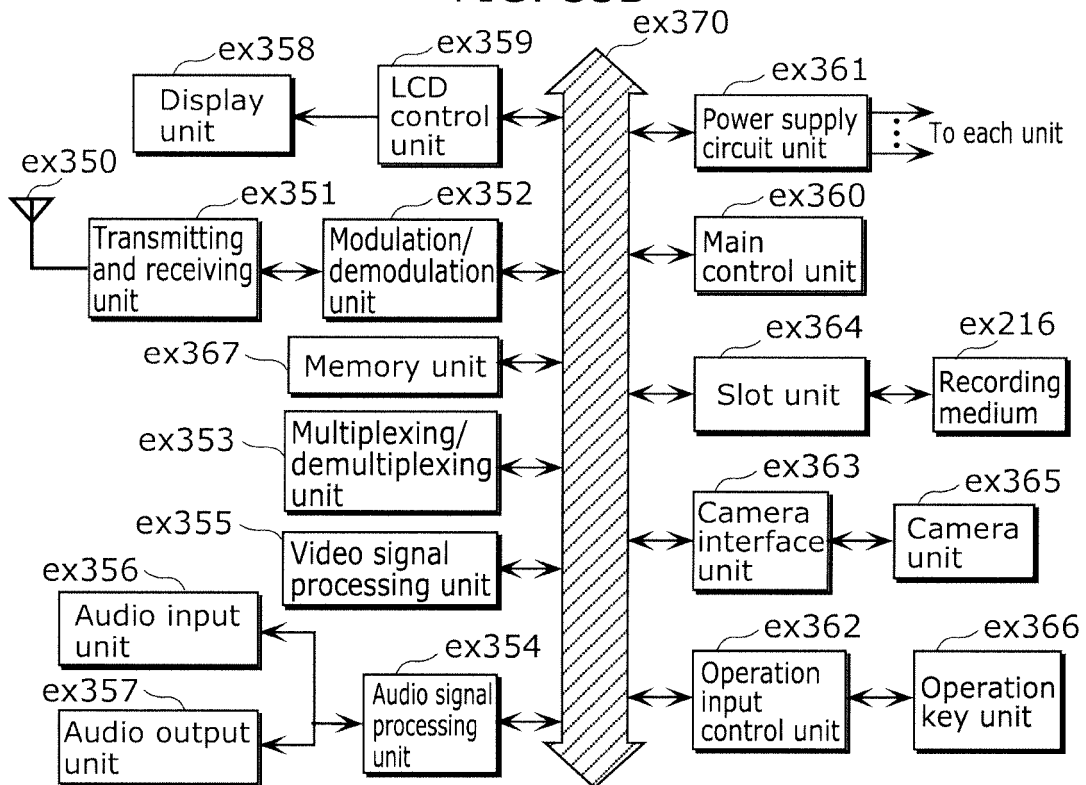 ex370
ex358
ex359
ex361
Display
unit
LCD
control
unit
Power supply
circuit unit
To each unit
ex350
ex351
ex352
ex360
Transmitting
and receiving
unit
Modulation/
demodulation
unit
Main
control unit
ex367
Memory unit
ex364
ex216
Slot unit
Recording
medium
ex353
Multiplexing/
demultiplexing
unit
ex363
ex365
Camera
interface
unit
Camera
unit
ex355
Video signal
processing unit
ex356
Audio input
unit
ex354
ex362
ex366
Audio signal
processing
unit
Operation
input
control unit
Operation
key unit
ex357
Audio output
unit